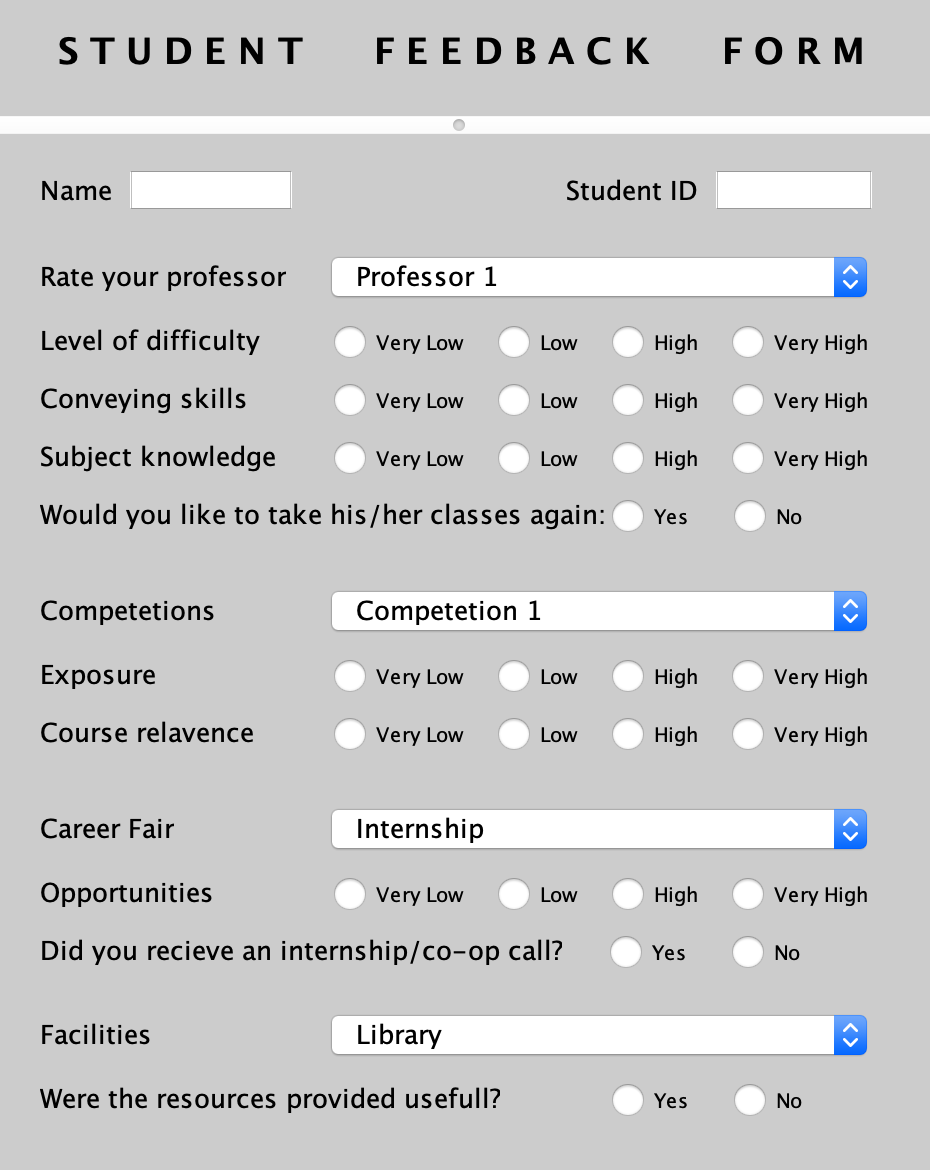 STUDENT FEEDBACK FORM
Name Student ID
Rate your professor Professor 1
Level of difficulty Very Low Low High Very High
Conveying skills Very Low Low High Very High
Subject knowledge Very Low Low High Very High
Would you like to take his/her classes again: Yes No
Competetions Competetion 1
Exposure Very Low Low High Very High
Course relavence Very Low Low High Very High
Career Fair Internship
Opportunities Very Low Low High Very High
Did you recieve an internship/co-op call? Yes No
Facilities Library
Were the resources provided usefull? Yes No